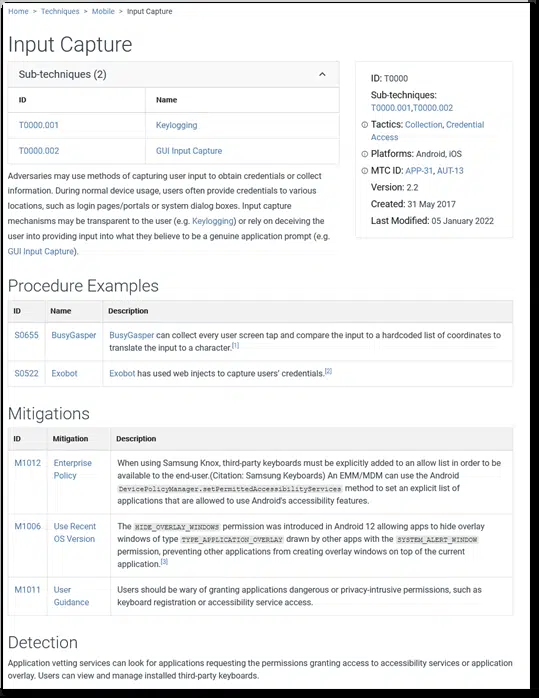 Home > Techniques > Mobile > Input Capture
Input Capture
Sub-techniques (2)
ID Name
T0000.001 Keylogging
T0000.002 GUI Input Capture
ID: T0000
Sub-techniques:
T0000.001,T0000.002
Tactics: Collection, Credential
Access
Platforms: Android, iOS
MTC ID: APP-31, AUT-13
Version: 2.2
Created: 31 May 2017
Last Modified: 05 January 2022
Adversaries may use methods of capturing user input to obtain credentials or collect
information. During normal device usage, users often provide credentials to various
locations, such as login pages/portals or system dialog boxes. Input capture
mechanisms may be transparent to the user (e.g. Keylogging) or rely on deceiving the
user into providing input into what they believe to be a genuine application prompt (e.g.
GUI Input Capture).
Procedure Examples
ID Name Description
S0655 BusyGasper BusyGasper can collect every user screen tap and compare the input to a hardcoded list of coordinates to
translate the input to a character.[1]
S0522 Exobot Exobot has used web injects to capture users' credentials.[2]
Mitigations
ID Mitigation Description
M1012 Enterprise When using Samsung Knox, third-party keyboards must be explicitly added to an allow list in order to be
Policy available to the end-user.(Citation: Samsung Keyboards) An EMM/MDM can use the Android
DevicePolicyManager.setPermittedAccessibilityServices method to set an explicit list of
applications that are allowed to use Android's accessibility features.
M1006 Use Recent The HIDE_OVERLAY_WINDOWS permission was introduced in Android 12 allowing apps to hide overlay
OS Version windows of type TYPE_APPLICATION_OVERLAY drawn by other apps with the SYSTEM_ALERT_WINDOW
permission, preventing other applications from creating overlay windows on top of the current
application.[3]
M1011 User Users should be wary of granting applications dangerous or privacy-intrusive permissions, such as
Guidance keyboard registration or accessibility service access.
Detection
Application vetting services can look for applications requesting the permissions granting access to accessibility services or application
overlay. Users can view and manage installed third-party keyboards.